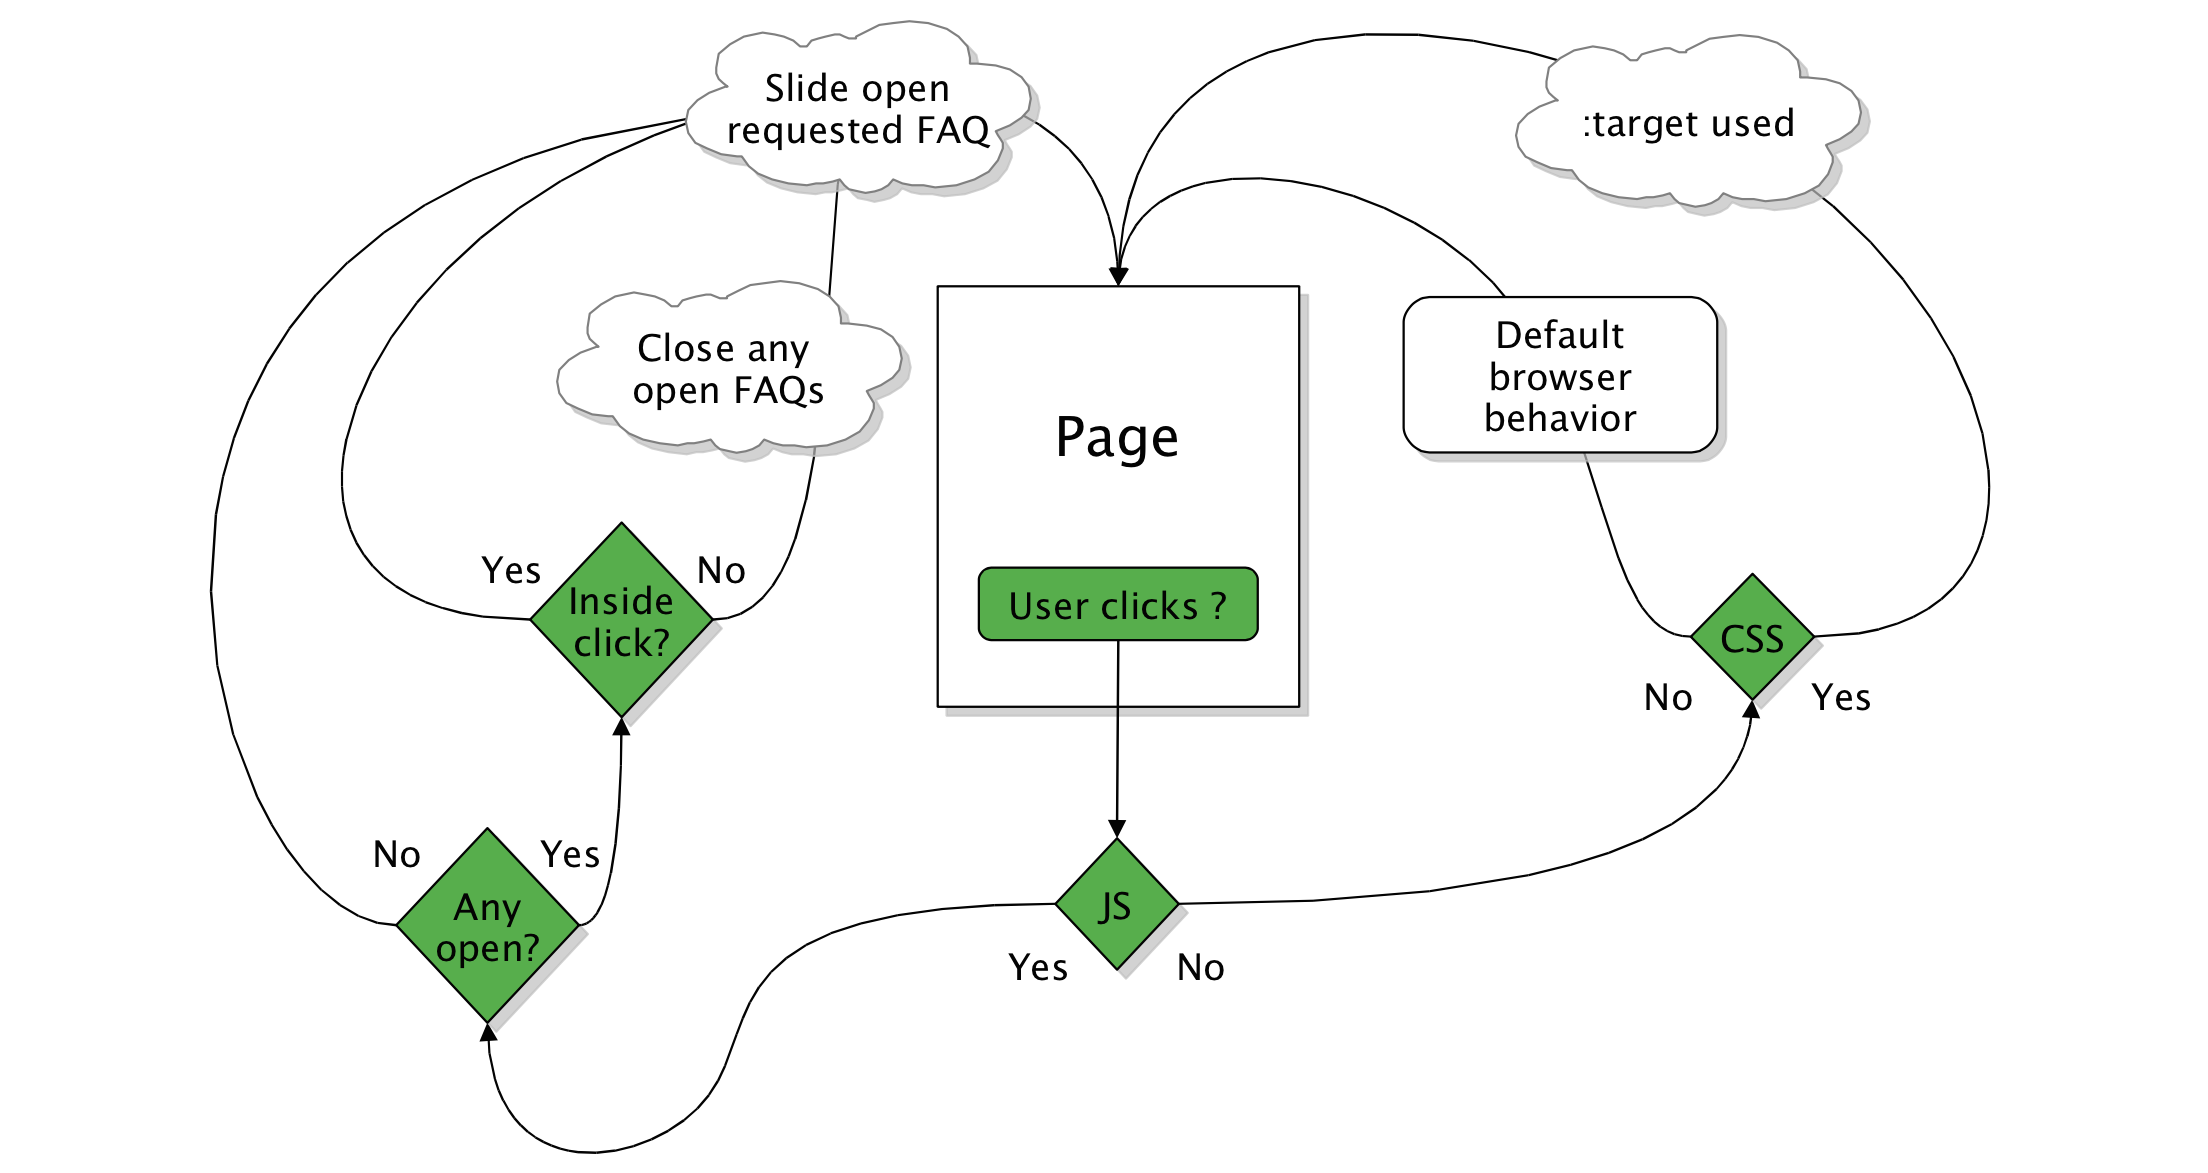 Slide open
requested FAQ
:target used
Close any
open FAQs
Default
browser
behavior
Page
User clicks ?
Yes
No
Inside
click?
CSS
No
Yes
No
Yes
Any
open?
JS
Yes
No